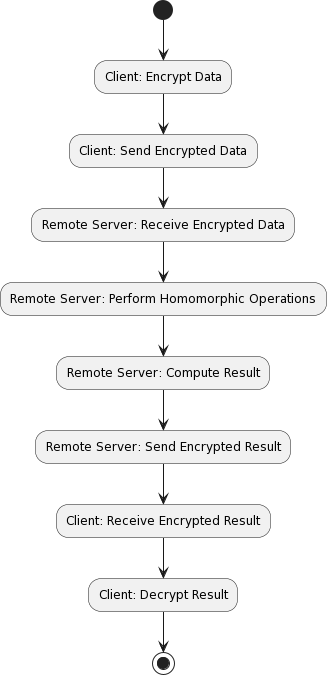 Client: Encrypt Data
Client: Send Encrypted Data
Remote Server: Receive Encrypted Data
Remote Server: Perform Homomorphic Operations
Remote Server: Compute Result
Remote Server: Send Encrypted Result
Client: Receive Encrypted Result
Client: Decrypt Result